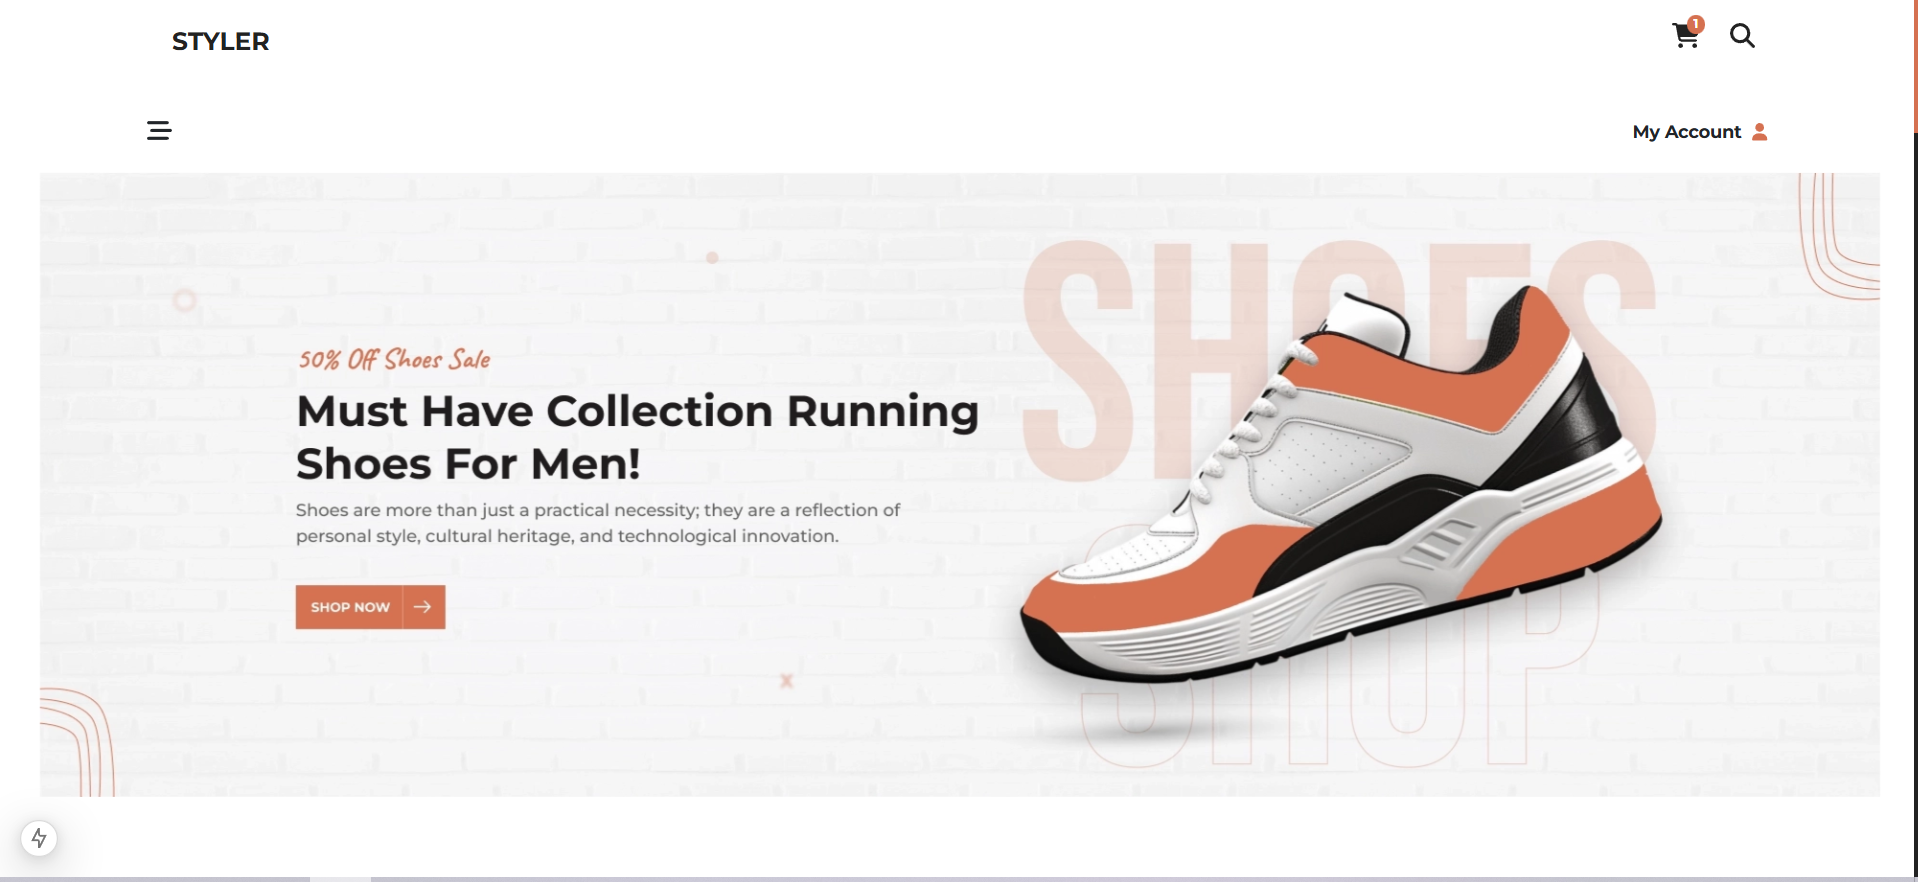 STYLER
1
My Account
SHOES
50% Off Shoes Sale
Must Have Collection Running
Shoes For Men!
Shoes are more than just a practical necessity; they are a reflection of
personal style, cultural heritage, and technological innovation.
SHOP NOW
SHOP